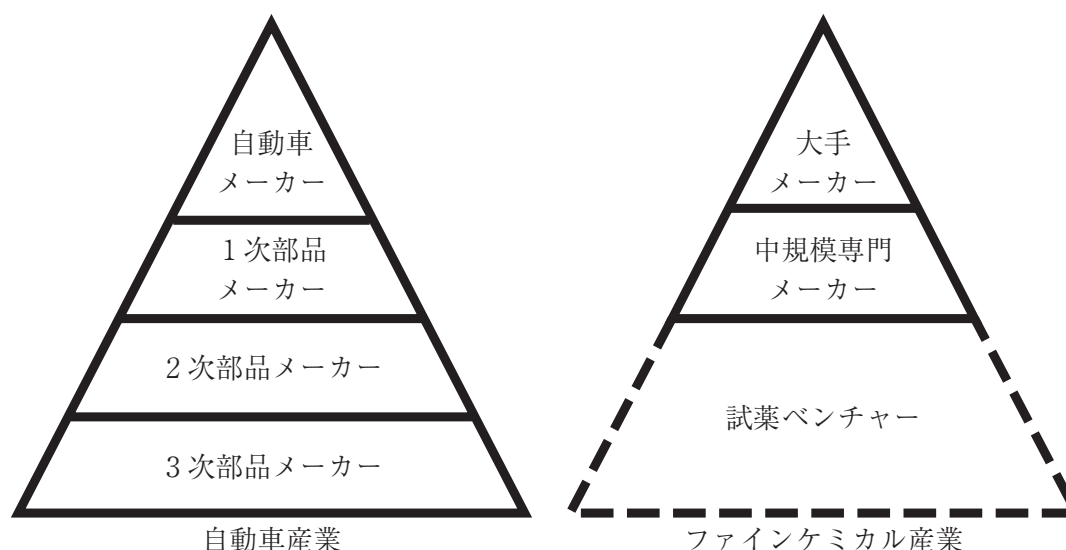 自動車
メーカー
1次部品
メーカー
2次部品メーカー
3次部品メーカー
自動車産業
大手
メーカー
中規模専門
メーカー
試薬ベンチャー
ファインケミカル産業